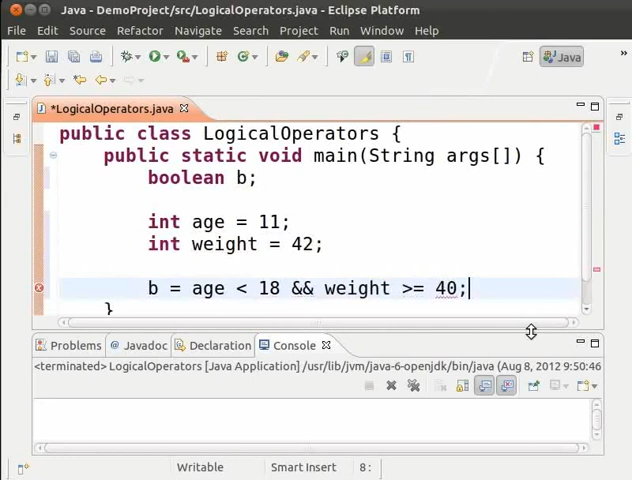 Java - DemoProject/src/LogicalOperators.java - Eclipse Platform
File Edit Source Refactor Navigate Search Project Run Window Help
Java »
*LogicalOperators.java
public class LogicalOperators {
public static void main(String args[]) {
boolean b;
int age = 11;
int weight = 42;
b = age < 18 && weight >= 40;
}
Problems @ Javadoc Declaration Console
<terminated> LogicalOperators [Java Application] /usr/lib/jvm/java-6-openjdk/bin/java (Aug 8, 2012 9:50:46
Writable Smart Insert 8 :